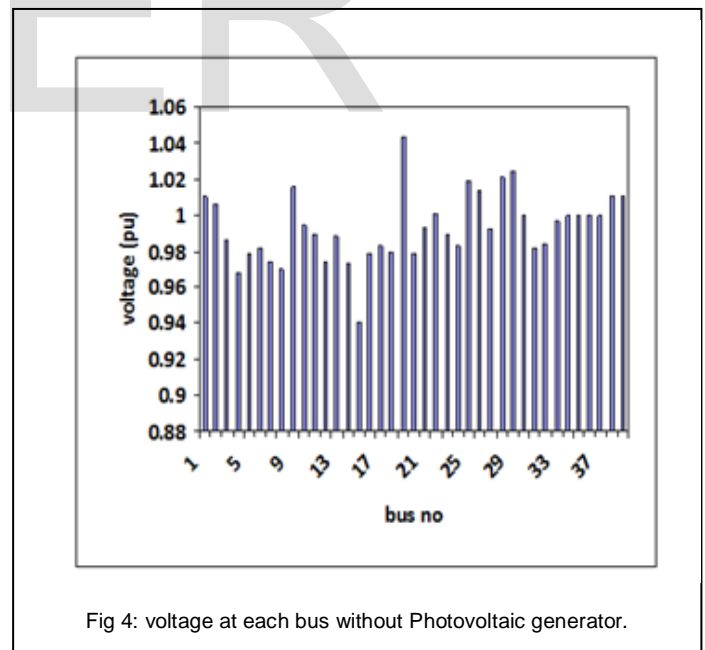 ER
1.06
1.04
1.02
1
0.98
0.96
0.94
0.92
0.9
0.88
voltage (pu)
1 5 9 13 17 21 25 29 33 37
bus no
Fig 4: voltage at each bus without Photovoltaic generator.